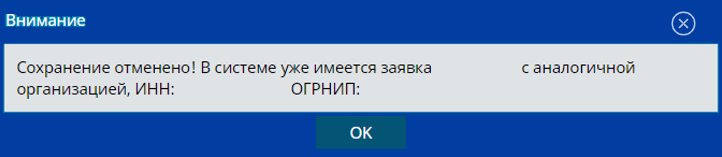 Внимание
Сохранение отменено! В системе уже имеется заявка с аналогичной
организацией, ИНН: ОГРНИП:
OK